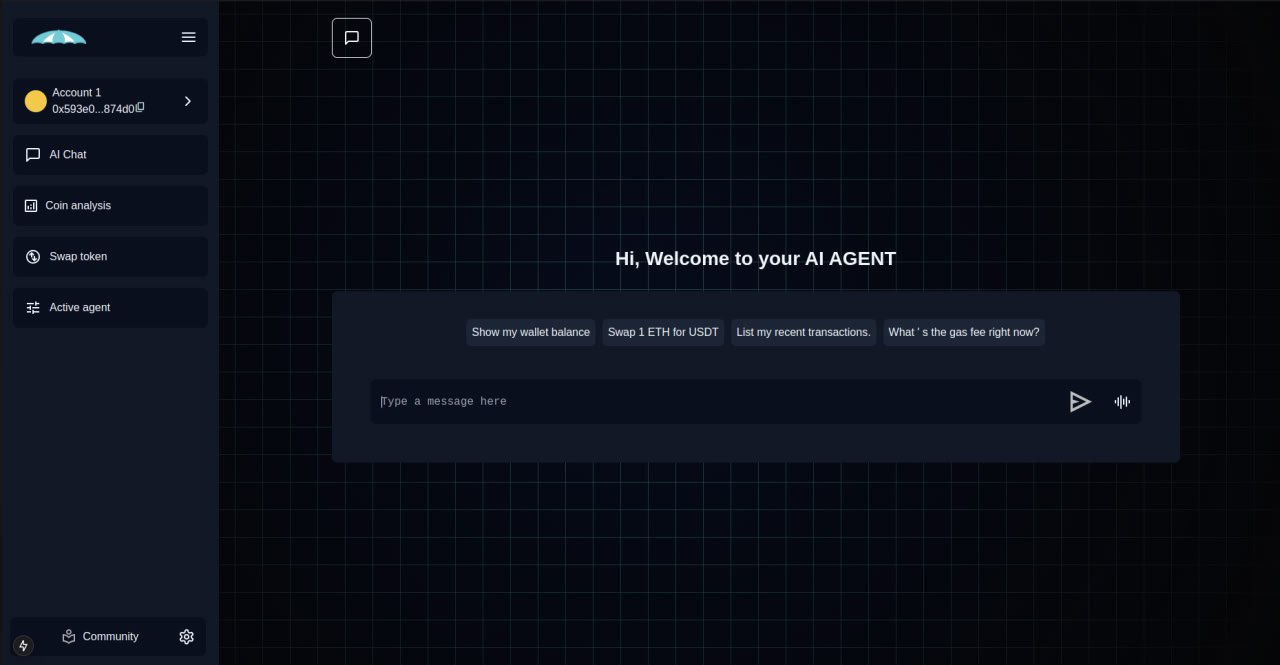 Account 1
0x593e0...874d0
AI Chat
Coin analysis
Swap token
Active agent
Community
Hi, Welcome to your AI AGENT
Show my wallet balance
Swap 1 ETH for USDT
List my recent transactions.
What ' s the gas fee right now?
Type a message here